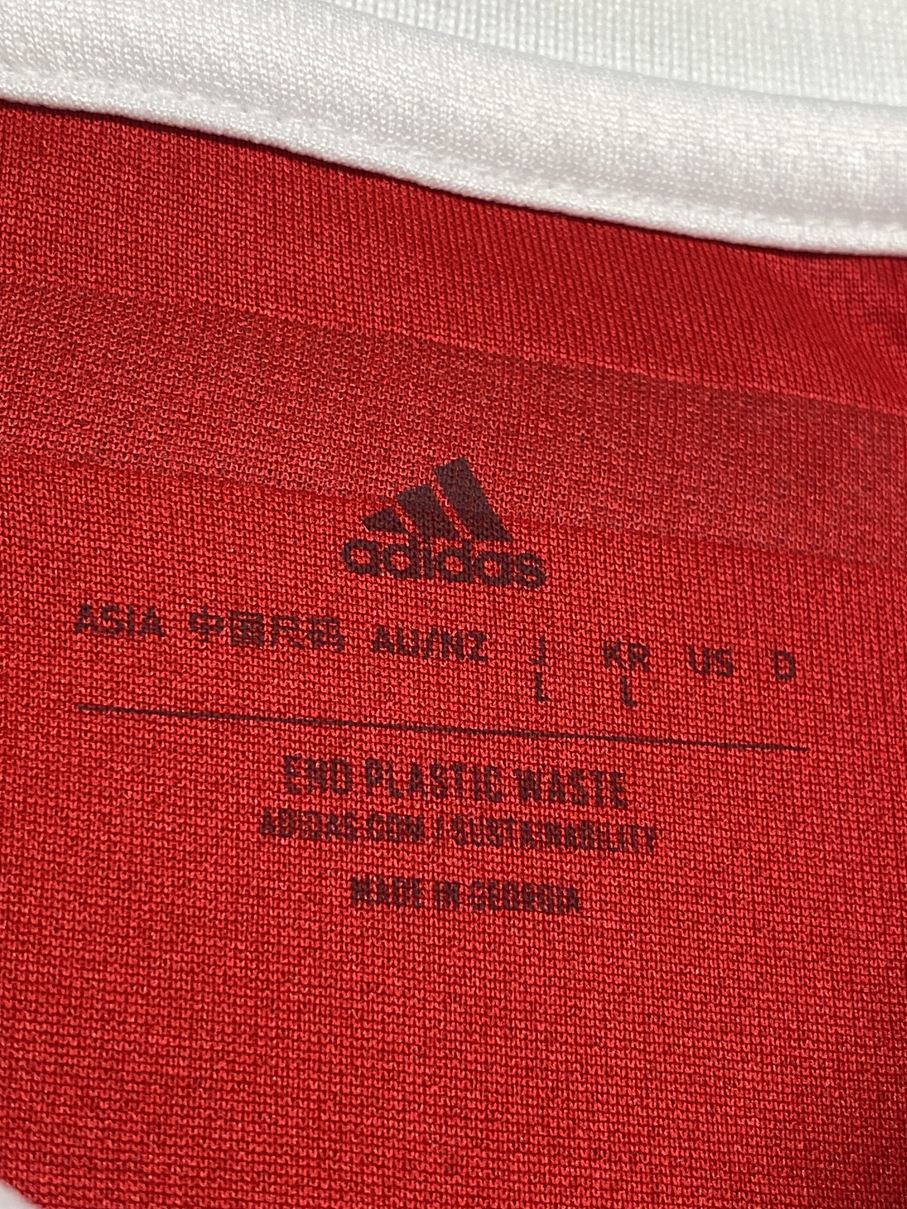 adidas
ASIA 中国尺码 AU/NZ J KR US D
L L
END PLASTIC WASTE
ADIDAS.COM / SUSTAINABILITY
MADE IN GEORGIA